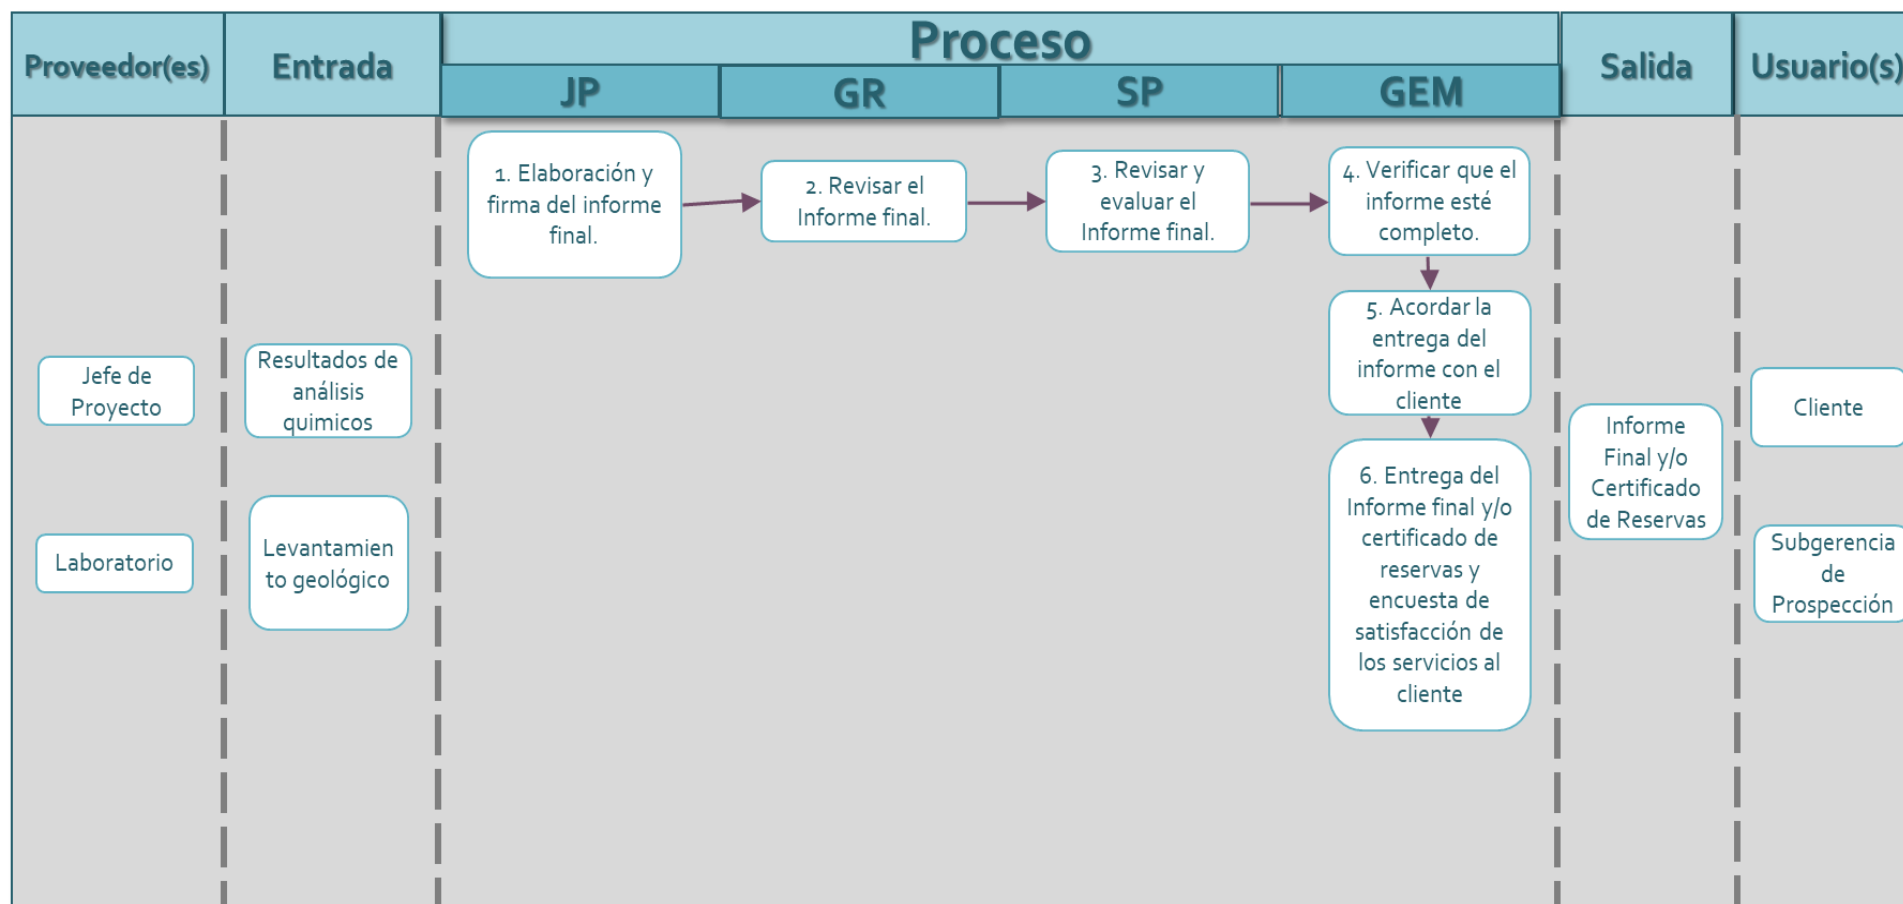 Proveedor(es)
Entrada
Proceso
JP
GR
SP
GEM
Salida
Usuario(s)
Jefe de
Proyecto
Laboratorio
Resultados de
análisis
quimicos
Levantamien
to geológico
1. Elaboración y
firma del informe
final.
2. Revisar el
Informe final.
3. Revisar y
evaluar el
Informe final.
4. Verificar que el
informe esté
completo.
5. Acordar la
entrega del
informe con el
cliente
6. Entrega del
Informe final y/o
certificado de
reservas y
encuesta de
satisfacción de
los servicios al
cliente
Informe
Final y/o
Certificado
de Reservas
Cliente
Subgerencia
de
Prospección